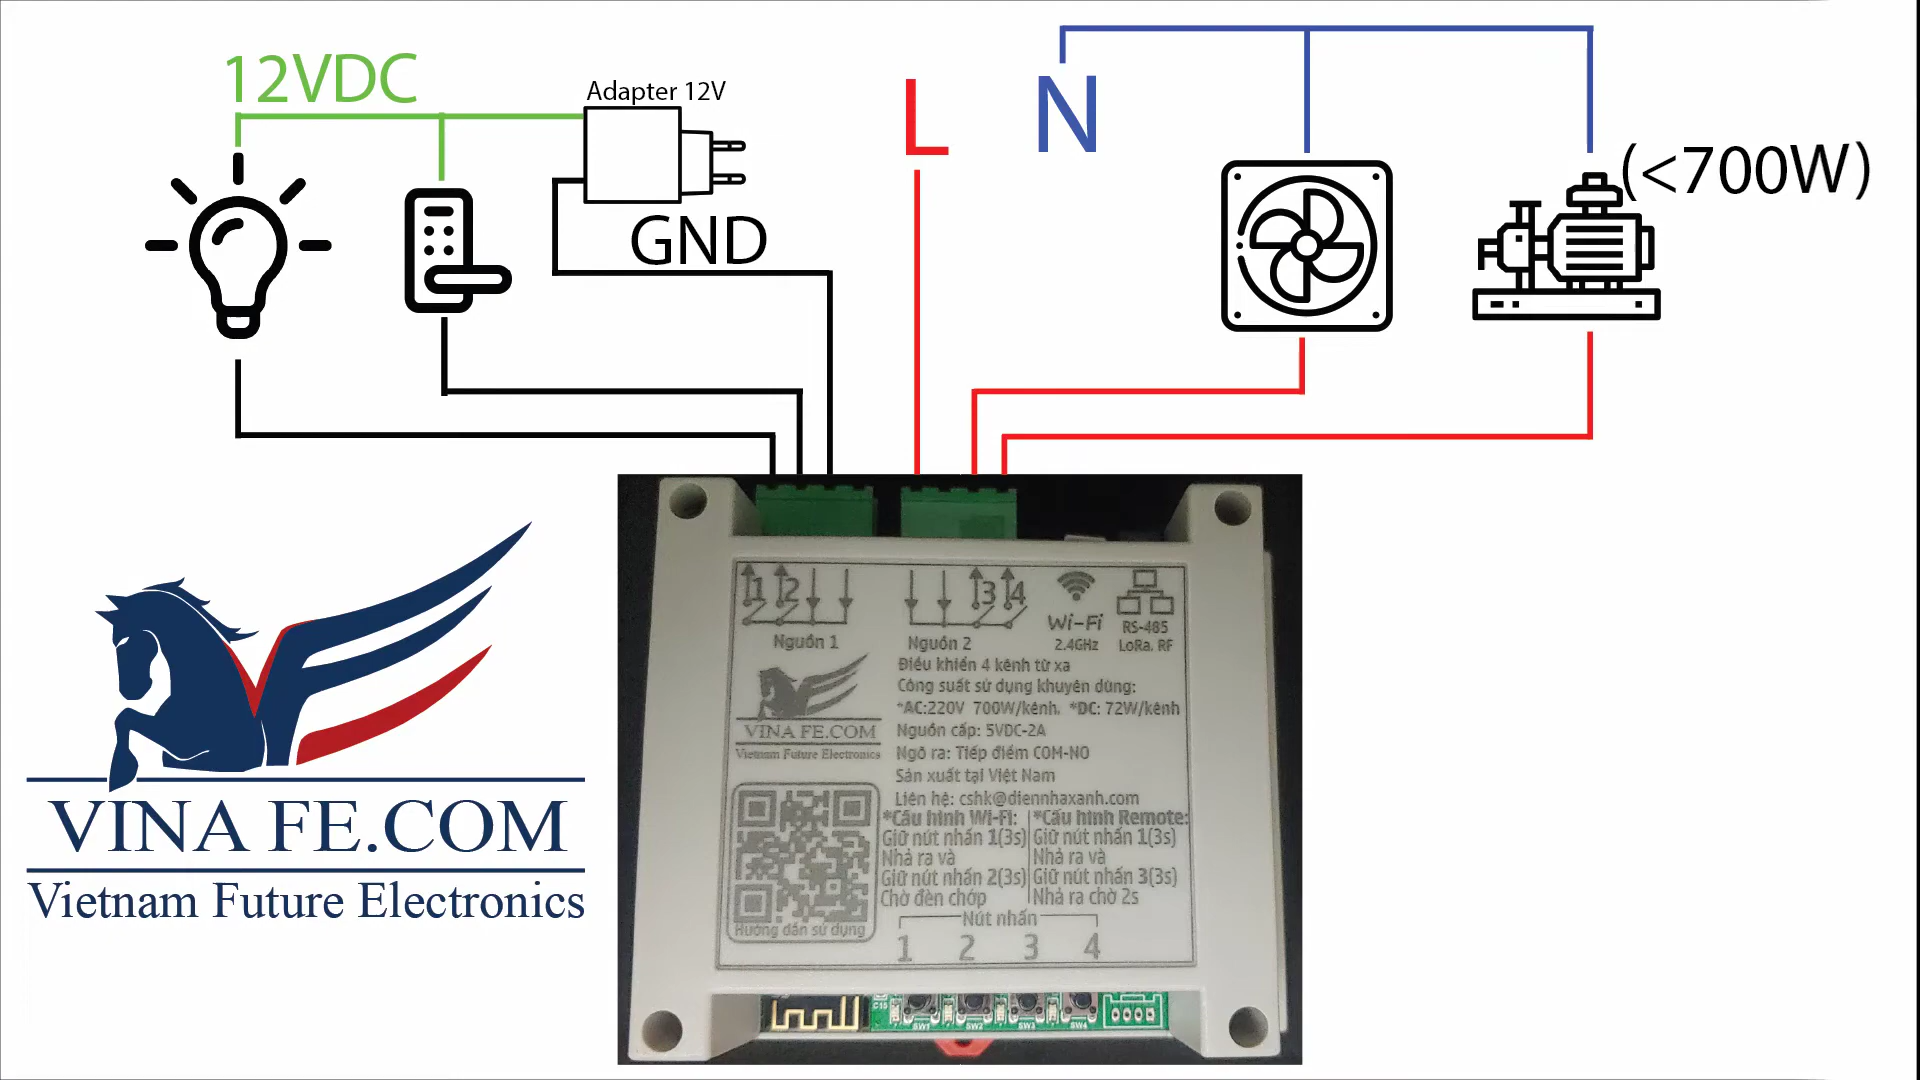 12VDC
Adapter 12V
GND
L
N
(<700W)
1 2
3 4
Nguồn 1
Nguồn 2
Wi-Fi
2.4GHz
RS-485
LoRa, RF
Điều khiển 4 kênh từ xa
Công suất sử dụng khuyên dùng:
*AC:220V 700W/kênh. *DC: 72W/kênh
Nguồn cấp: 5VDC-2A
Ngõ ra: Tiếp điểm COM-NO
Sản xuất tại Việt Nam
Liên hệ: cshk@diennhaxanh.com
VINA FE.COM
Vietnam Future Electronics
*Cấu hình Wi-Fi:
Giữ nút nhấn 1(3s)
Nhả ra và
Giữ nút nhấn 2(3s)
Chờ đèn chớp
*Cấu hình Remote:
Giữ nút nhấn 1(3s)
Nhả ra và
Giữ nút nhấn 3(3s)
Nhả ra chờ 2s
Hướng dẫn sử dụng
Nút nhấn
1 2 3 4
C15
SW1 SW2 SW3 SW4
VINA FE.COM
Vietnam Future Electronics